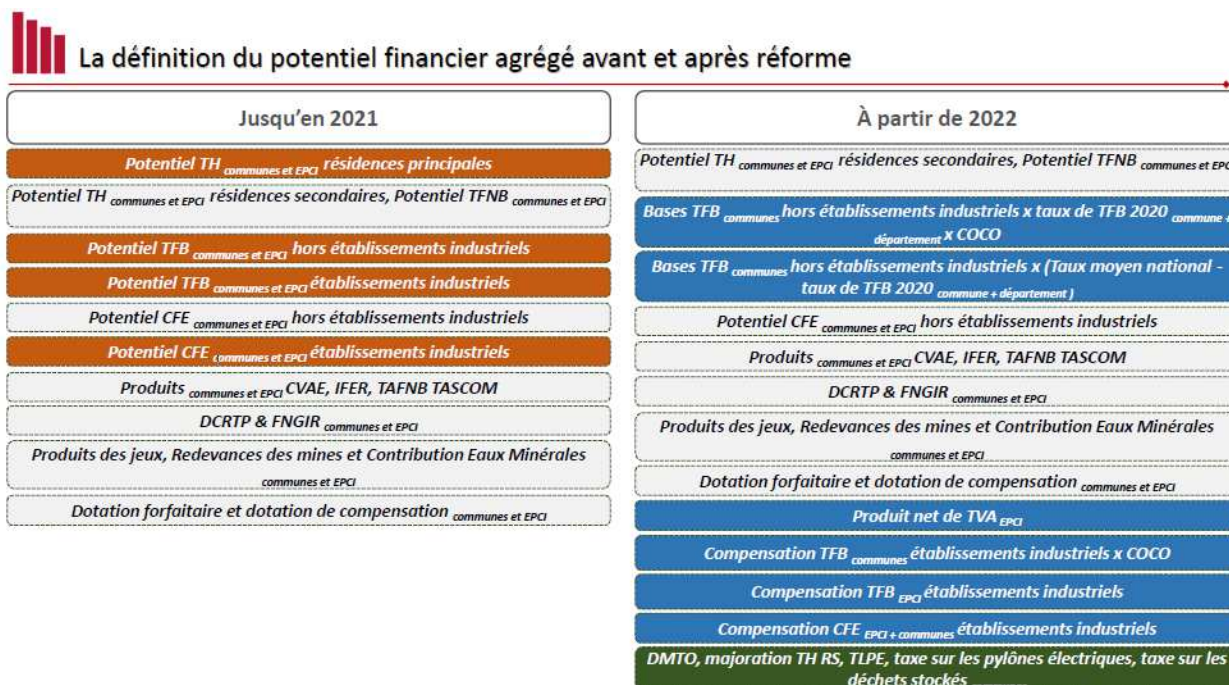 La définition du potentiel financier agrégé avant et après réforme
Jusqu'en 2021
Potentiel TH communes et EPCI résidences principales
Potentiel TH communes et EPCI résidences secondaires, Potentiel TFNB communes et EPCI
Potentiel TFB communes et EPCI hors établissements industriels
Potentiel TFB communes et EPCI établissements industriels
Potentiel CFE communes et EPCI hors établissements industriels
Potentiel CFE communes et EPCI établissements industriels
Produits communes et EPCI CVAE, IFER, TAFNB TASCOM
DCRTP & FNGIR communes et EPCI
Produits des jeux, Redevances des mines et Contribution Eaux Minérales
communes et EPCI
Dotation forfaitaire et dotation de compensation communes et EPCI
À partir de 2022
Potentiel TH communes et EPCI résidences secondaires, Potentiel TFNB communes et EPCI
Bases TFB communes hors établissements industriels x taux de TFB 2020 commune +
département x COCO
Bases TFB communes hors établissements industriels x (Taux moyen national -
taux de TFB 2020 commune + département )
Potentiel CFE communes et EPCI hors établissements industriels
Produits communes et EPCI CVAE, IFER, TAFNB TASCOM
DCRTP & FNGIR communes et EPCI
Produits des jeux, Redevances des mines et Contribution Eaux Minérales
communes et EPCI
Dotation forfaitaire et dotation de compensation communes et EPCI
Produit net de TVA EPCI
Compensation TFB communes établissements industriels x COCO
Compensation TFB EPCI établissements industriels
Compensation CFE EPCI + communes établissements industriels
DMTO, majoration TH RS, TLPE, taxe sur les pylônes électriques, taxe sur les
déchets stockés